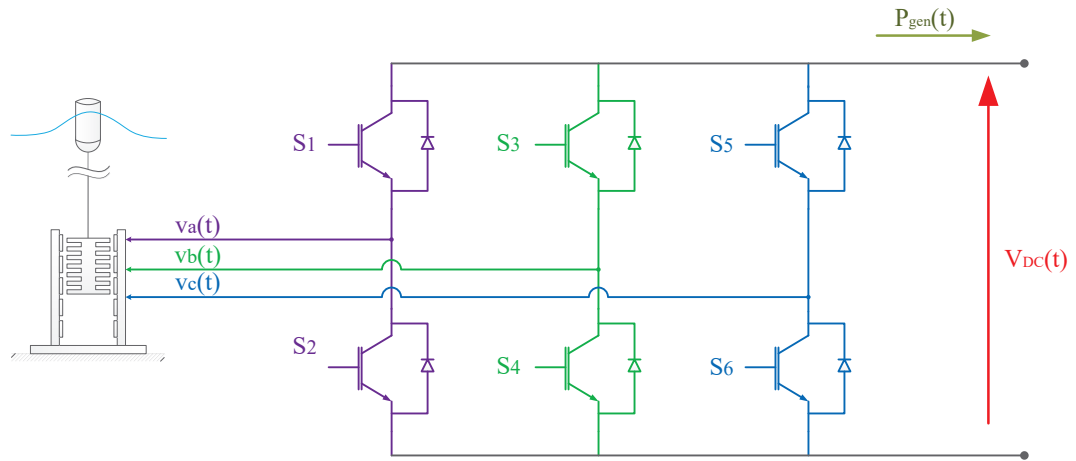 Pgen(t)
S1
S3
S5
va(t)
vb(t)
vc(t)
VDC(t)
S2
S4
S6